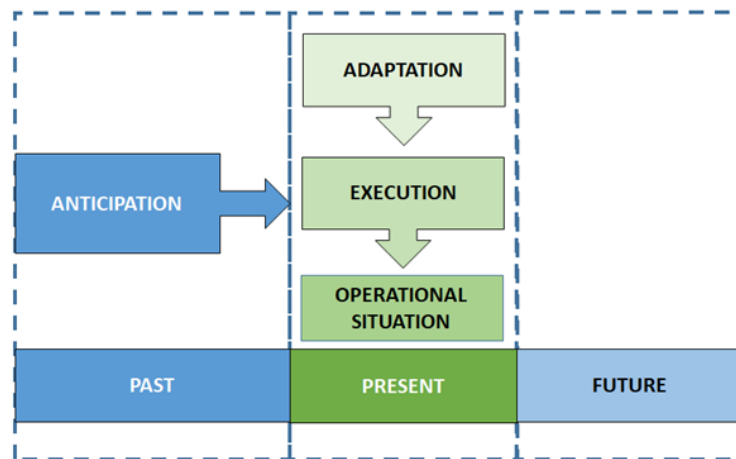 ADAPTATION
ANTICIPATION
EXECUTION
OPERATIONAL
SITUATION
PAST
PRESENT
FUTURE